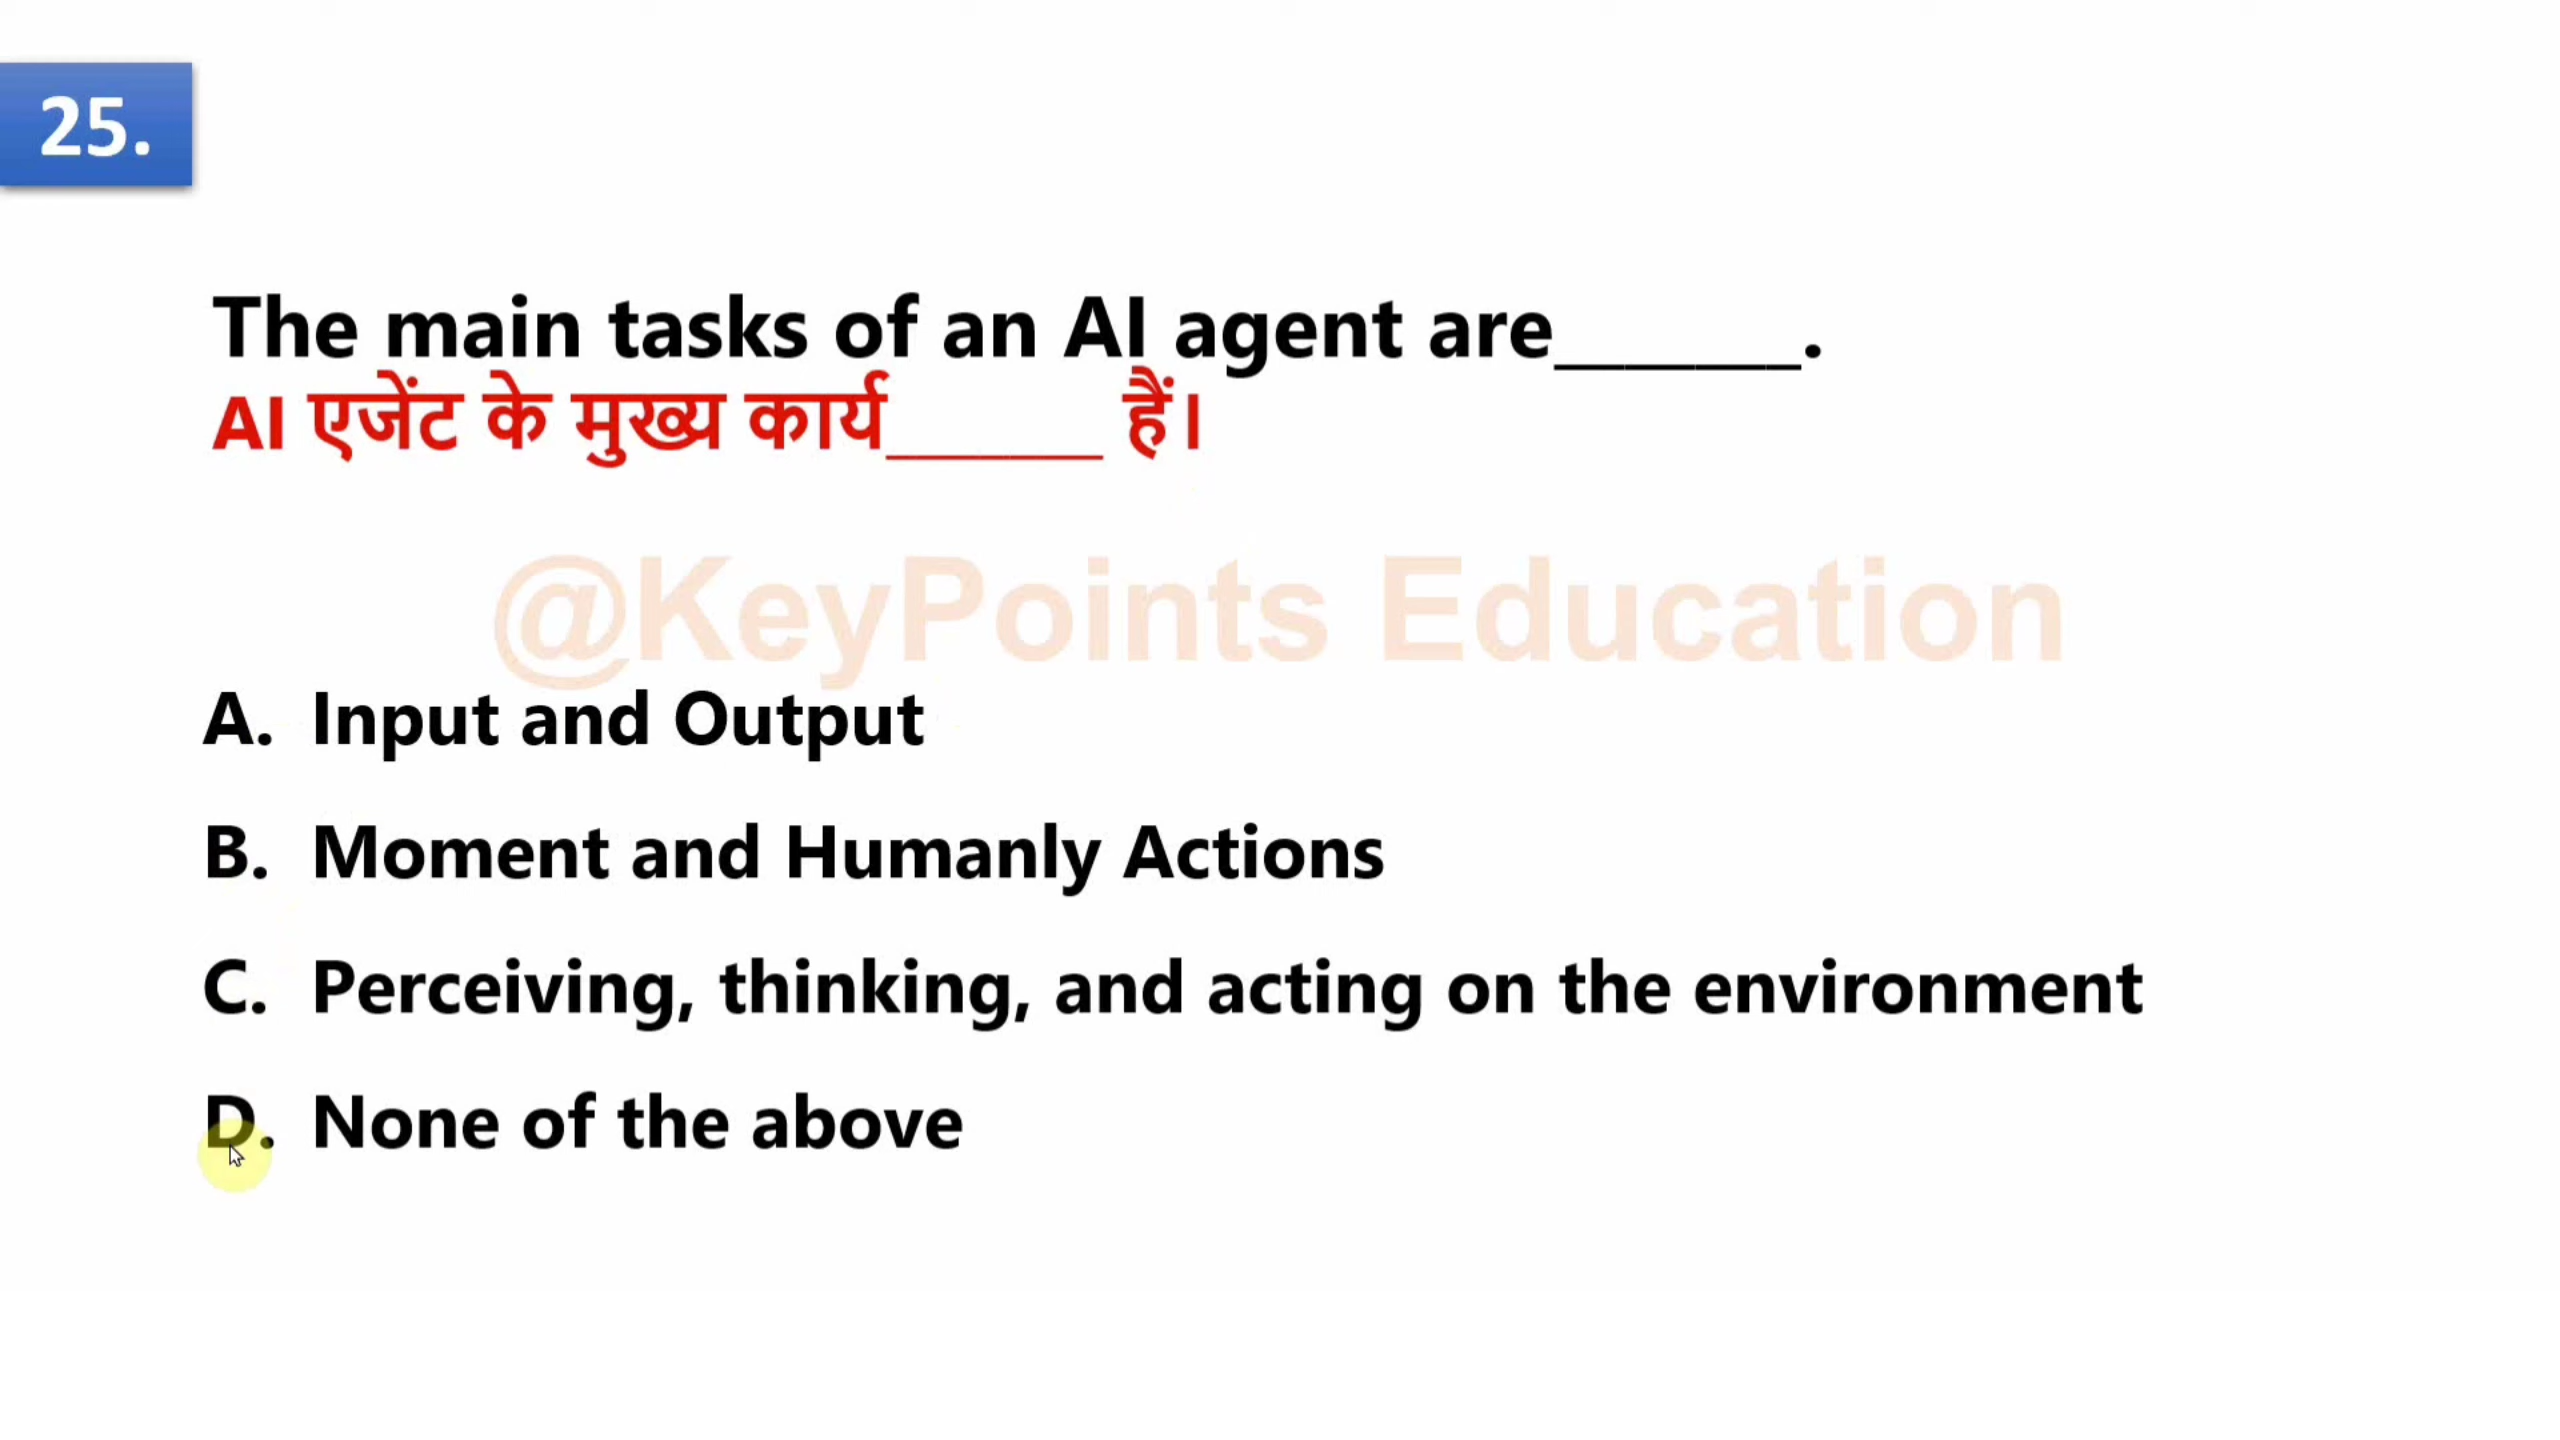 25.
The main tasks of an AI agent are_______.
AI एजेंट के मुख्य कार्य_______ हैं।
@KeyPoints Education
A. Input and Output
B. Moment and Humanly Actions
C. Perceiving, thinking, and acting on the environment
D. None of the above